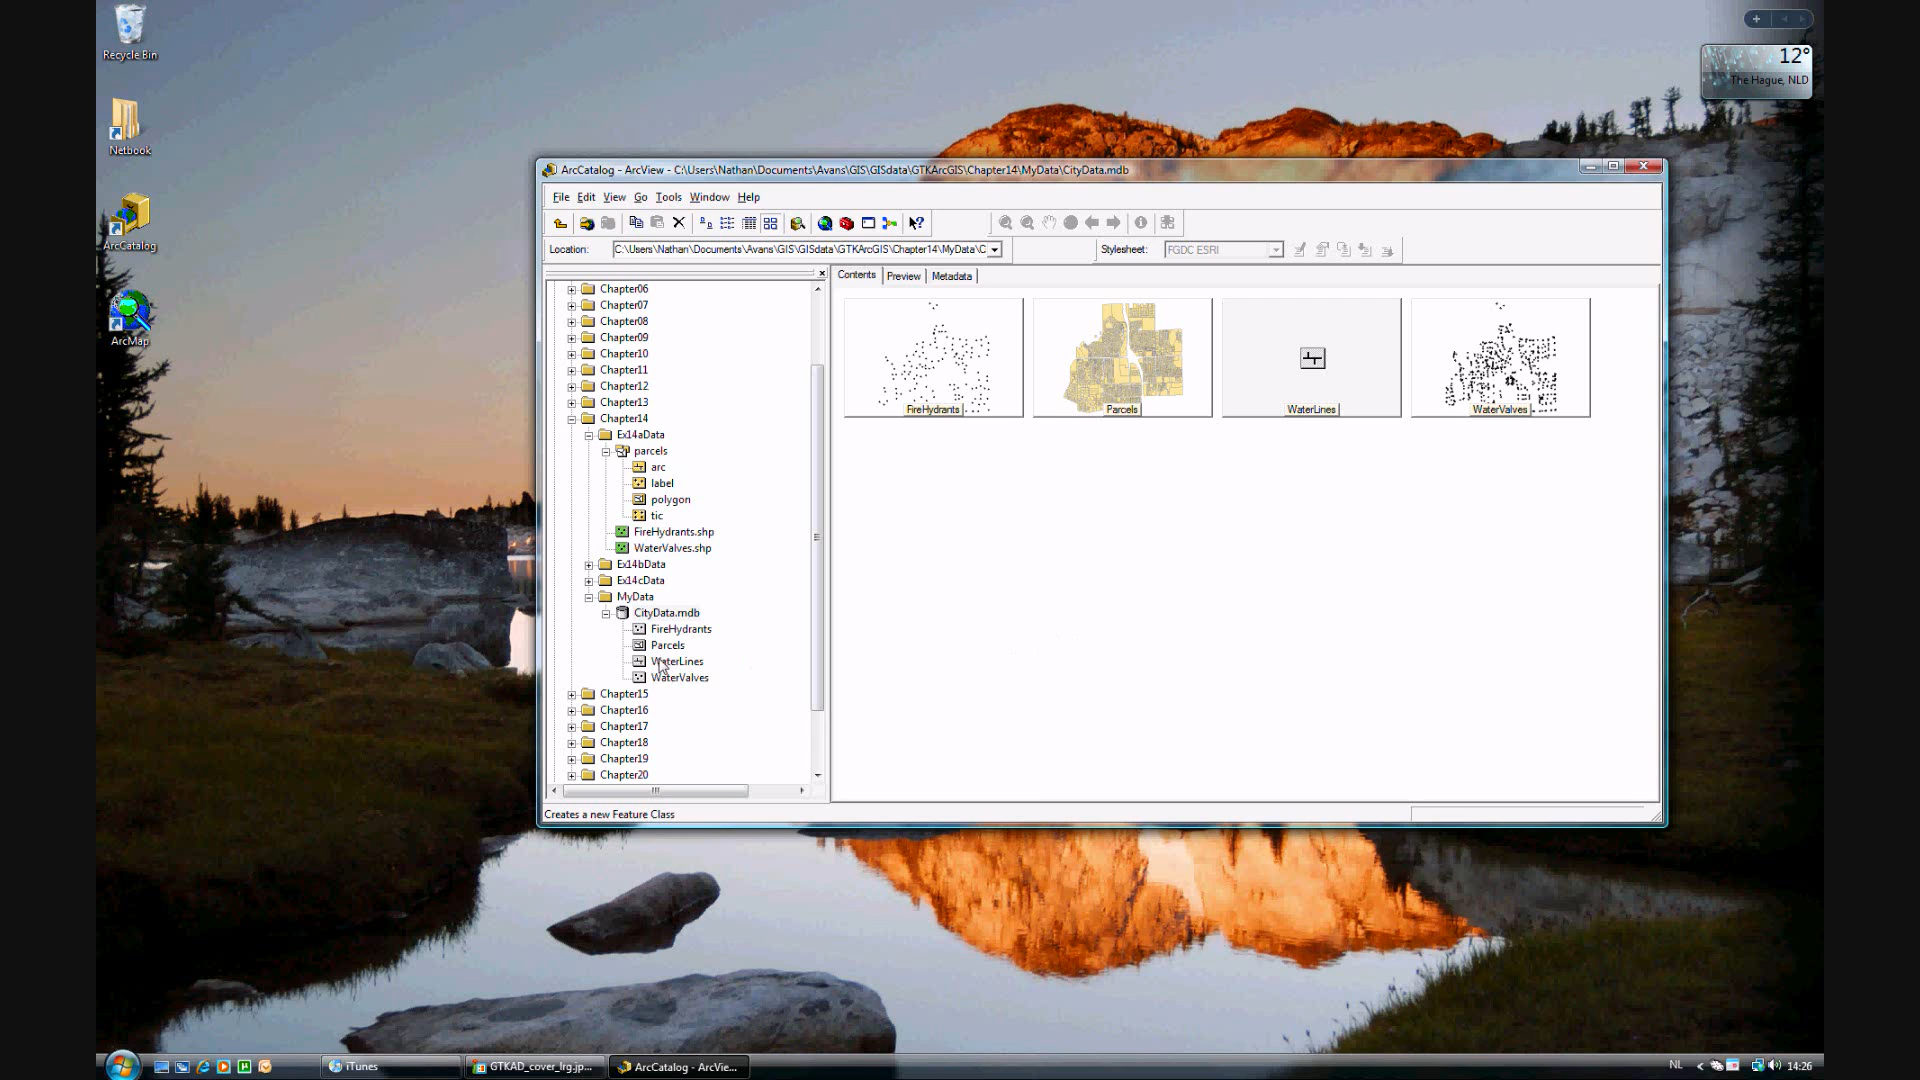 Recycle Bin
12°
The Hague, NLD
Netbook
ArcCatalog
ArcMap
ArcCatalog - ArcView - C:\Users\Nathan\Documents\Avans\GIS\GISdata\GTKArcGIS\Chapter14\MyData\CityData.mdb
File Edit View Go Tools Window Help
Location: C:\Users\Nathan\Documents\Avans\GIS\GISdata\GTKArcGIS\Chapter14\MyData\C Stylesheet: FGDC ESRI
Contents Preview Metadata
Chapter06
Chapter07
Chapter08
Chapter09
Chapter10
Chapter11
Chapter12
Chapter13
Chapter14
Ex14aData
parcels
arc
label
polygon
tic
FireHydrants.shp
WaterValves.shp
Ex14bData
Ex14cData
MyData
CityData.mdb
FireHydrants
Parcels
WaterLines
WaterValves
Chapter15
Chapter16
Chapter17
Chapter18
Chapter19
Chapter20
FireHydrants Parcels WaterLines WaterValves
Creates a new Feature Class
iTunes GTKAD_cover_lrg.jp... ArcCatalog - ArcVie... NL 14:26